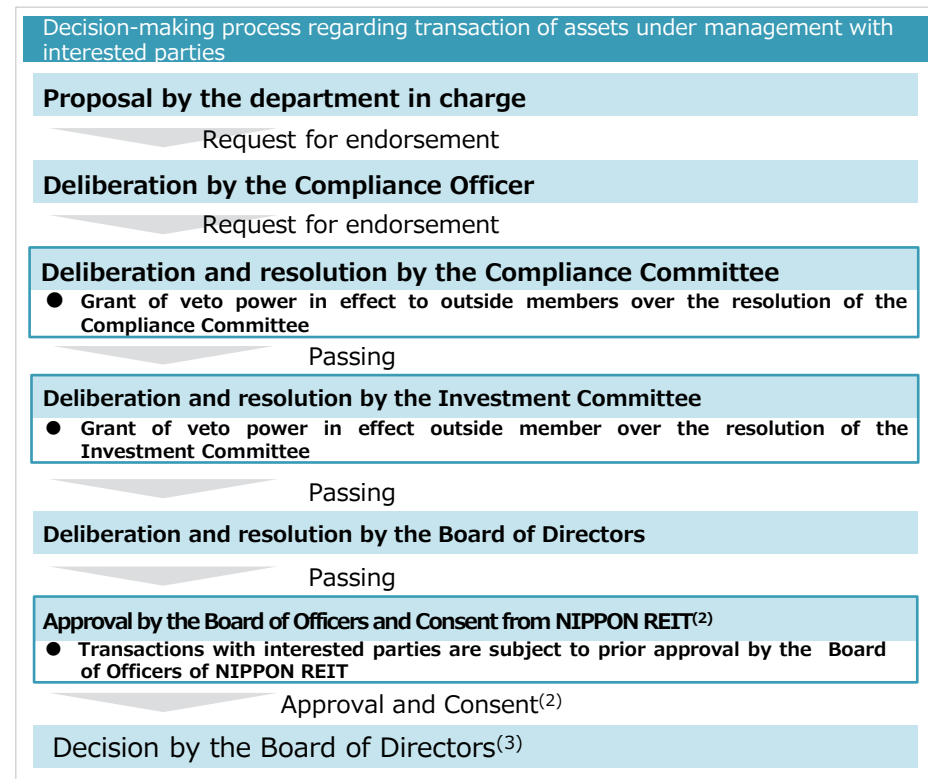 Decision-making process regarding transaction of assets under management with
interested parties
Proposal by the department in charge
Request for endorsement
Deliberation by the Compliance Officer
Request for endorsement
Deliberation and resolution by the Compliance Committee
● Grant of veto power in effect to outside members over the resolution of the
Compliance Committee
Passing
Deliberation and resolution by the Investment Committee
● Grant of veto power in effect outside member over the resolution of the
Investment Committee
Passing
Deliberation and resolution by the Board of Directors
Passing
Approval by the Board of Officers and Consent from NIPPON REIT(2)
● Transactions with interested parties are subject to prior approval by the Board
of Officers of NIPPON REIT
Approval and Consent(2)
Decision by the Board of Directors(3)